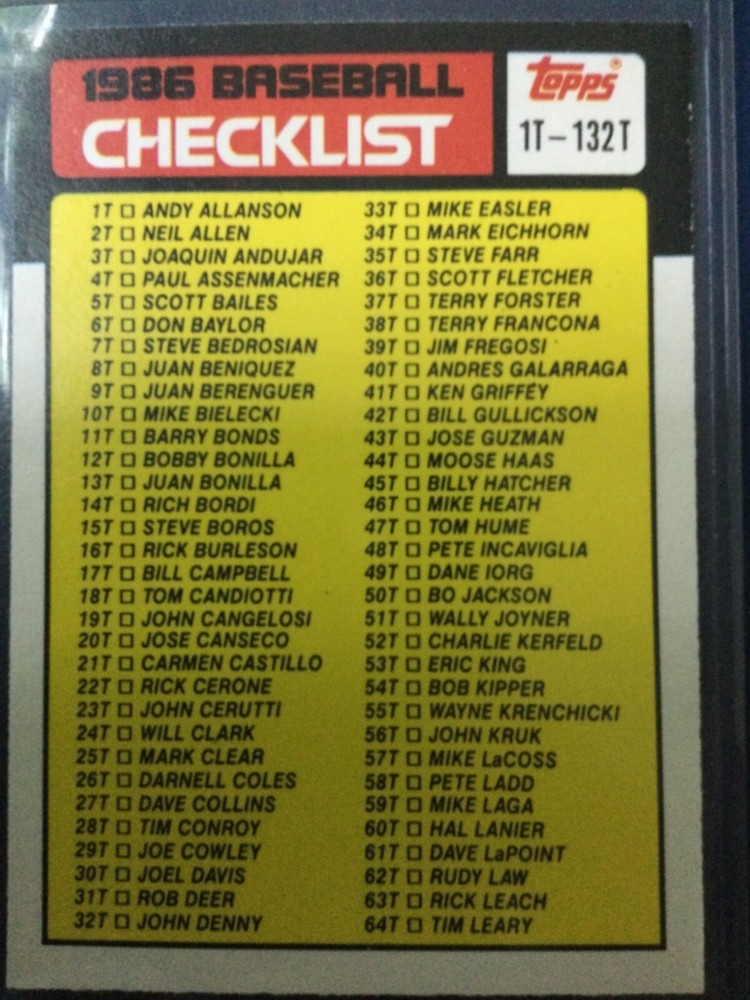 1986 BASEBALL
CHECKLIST
topps
1T-132T
1T ANDY ALLANSON
2T NEIL ALLEN
3T JOAQUIN ANDUJAR
4T PAUL ASSENMACHER
5T SCOTT BAILES
6T DON BAYLOR
7T STEVE BEDROSIAN
8T JUAN BENIQUEZ
9T JUAN BERENGUER
10T MIKE BIELECKI
11T BARRY BONDS
12T BOBBY BONILLA
13T JUAN BONILLA
14T RICH BORDI
15T STEVE BOROS
16T RICK BURLESON
17T BILL CAMPBELL
18T TOM CANDIOTTI
19T JOHN CANGELOSI
20T JOSE CANSECO
21T CARMEN CASTILLO
22T RICK CERONE
23T JOHN CERUTTI
24T WILL CLARK
25T MARK CLEAR
26T DARNELL COLES
27T DAVE COLLINS
28T TIM CONROY
29T JOE COWLEY
30T JOEL DAVIS
31T ROB DEER
32T JOHN DENNY
33T MIKE EASLER
34T MARK EICHHORN
35T STEVE FARR
36T SCOTT FLETCHER
37T TERRY FORSTER
38T TERRY FRANCONA
39T JIM FREGOSI
40T ANDRES GALARRAGA
41T KEN GRIFFEY
42T BILL GULLICKSON
43T JOSE GUZMAN
44T MOOSE HAAS
45T BILLY HATCHER
46T MIKE HEATH
47T TOM HUME
48T PETE INCAVIGLIA
49T DANE IORG
50T BO JACKSON
51T WALLY JOYNER
52T CHARLIE KERFELD
53T ERIC KING
54T BOB KIPPER
55T WAYNE KRENCHICKI
56T JOHN KRUK
57T MIKE LaCOSS
58T PETE LADD
59T MIKE LAGA
60T HAL LANIER
61T DAVE LaPOINT
62T RUDY LAW
63T RICK LEACH
64T TIM LEARY